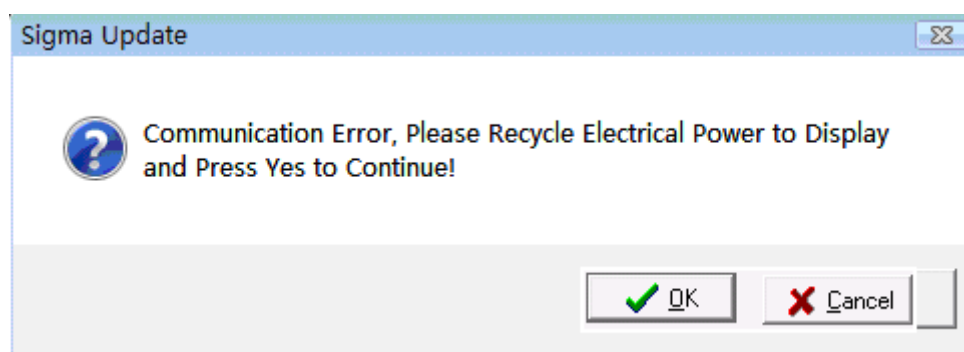 Sigma Update
Communication Error, Please Recycle Electrical Power to Display
and Press Yes to Continue!
OK
Cancel